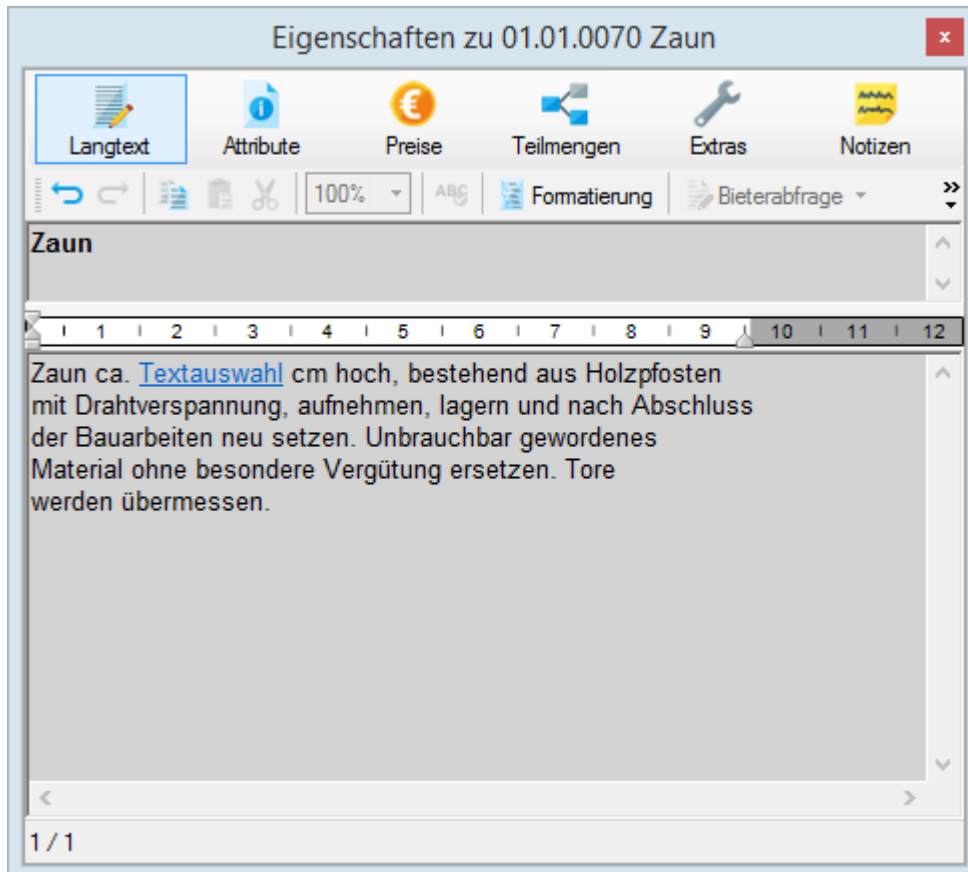 Eigenschaften zu 01.01.0070 Zaun
x
Langtext Attribute Preise Teilmengen Extras Notizen
100% ABC Formatierung Bieterabfrage
Zaun
1 2 3 4 5 6 7 8 9 10 11 12
Zaun ca. Textauswahl cm hoch, bestehend aus Holzpfosten
mit Drahtverspannung, aufnehmen, lagern und nach Abschluss
der Bauarbeiten neu setzen. Unbrauchbar gewordenes
Material ohne besondere Vergütung ersetzen. Tore
werden übermessen.
1 / 1